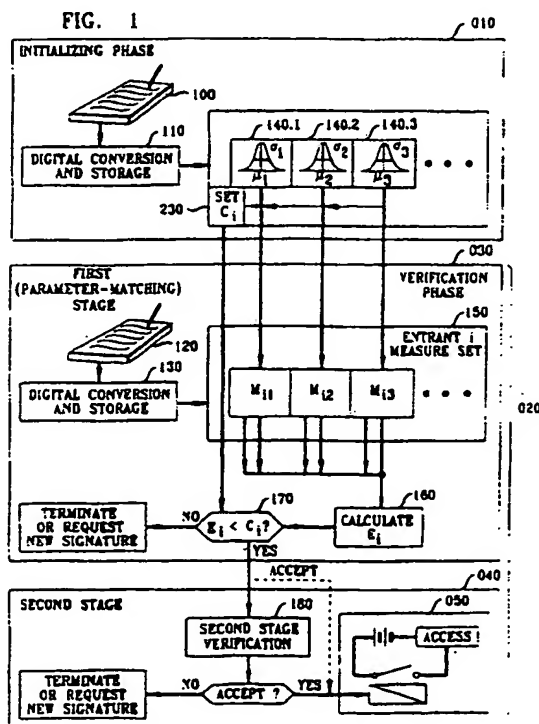 FIG. 1
010
INITIALIZING PHASE
100
110
DIGITAL CONVERSION
AND STORAGE
140.1 140.2 140.3
σ1 σ2 σ3
μ1 μ2 μ3
230
SET
Ci
030
FIRST
(PARAMETER-MATCHING)
STAGE
VERIFICATION
PHASE
150
ENTRANT i
MEASURE SET
120
130
DIGITAL CONVERSION
AND STORAGE
Mi1 Mi2 Mi3
020
170
160
TERMINATE
OR REQUEST
NEW SIGNATURE
NO
Ei < Ci?
CALCULATE
Ei
YES
ACCEPT
040
SECOND STAGE
180
050
SECOND STAGE
VERIFICATION
ACCESS!
TERMINATE
OR REQUEST
NEW SIGNATURE
NO
ACCEPT ?
YES